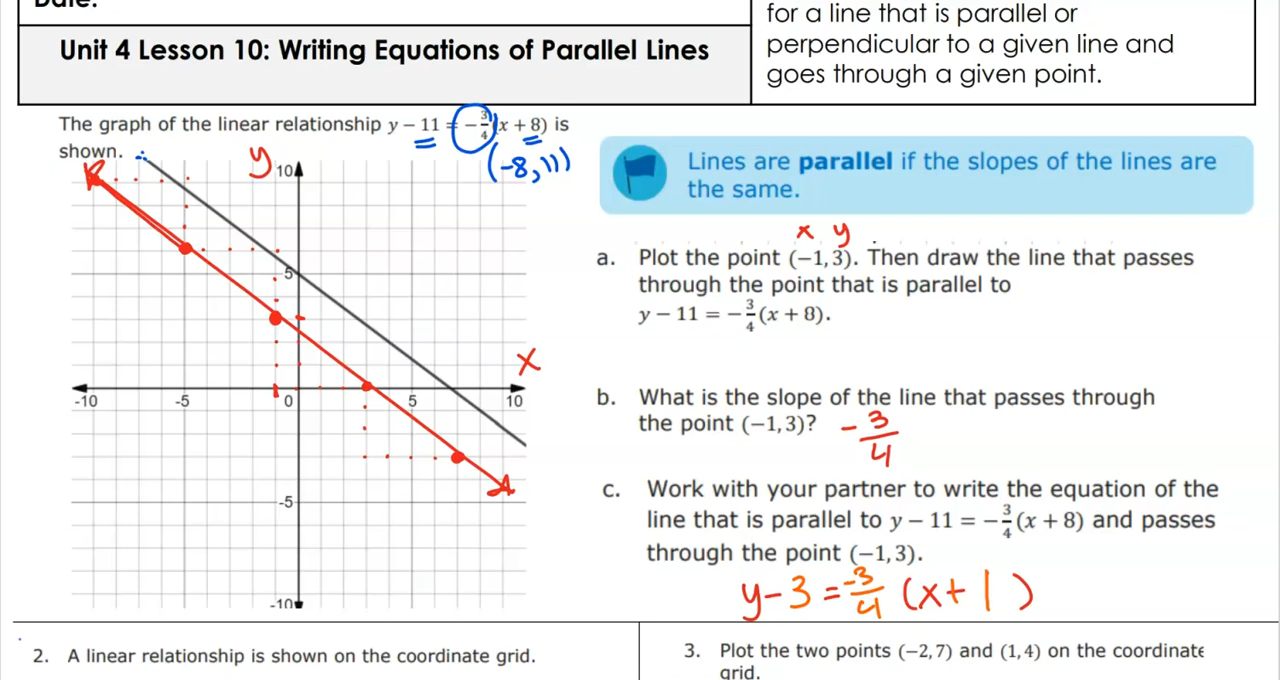 Date:
for a line that is parallel or
perpendicular to a given line and
goes through a given point.
Unit 4 Lesson 10: Writing Equations of Parallel Lines
The graph of the linear relationship y − 11 = −3/4(x + 8) is
shown.
(-8,11)
y
10
5
x
-10
-5
0
5
10
-5
-10
Lines are parallel if the slopes of the lines are
the same.
x y
a. Plot the point (−1,3). Then draw the line that passes
through the point that is parallel to
y − 11 = −3/4(x + 8).
b. What is the slope of the line that passes through
the point (−1,3)? -3/4
c. Work with your partner to write the equation of the
line that is parallel to y − 11 = −3/4(x + 8) and passes
through the point (−1,3).
y-3=-3/4(x+1)
2. A linear relationship is shown on the coordinate grid.
3. Plot the two points (−2,7) and (1,4) on the coordinate
grid.